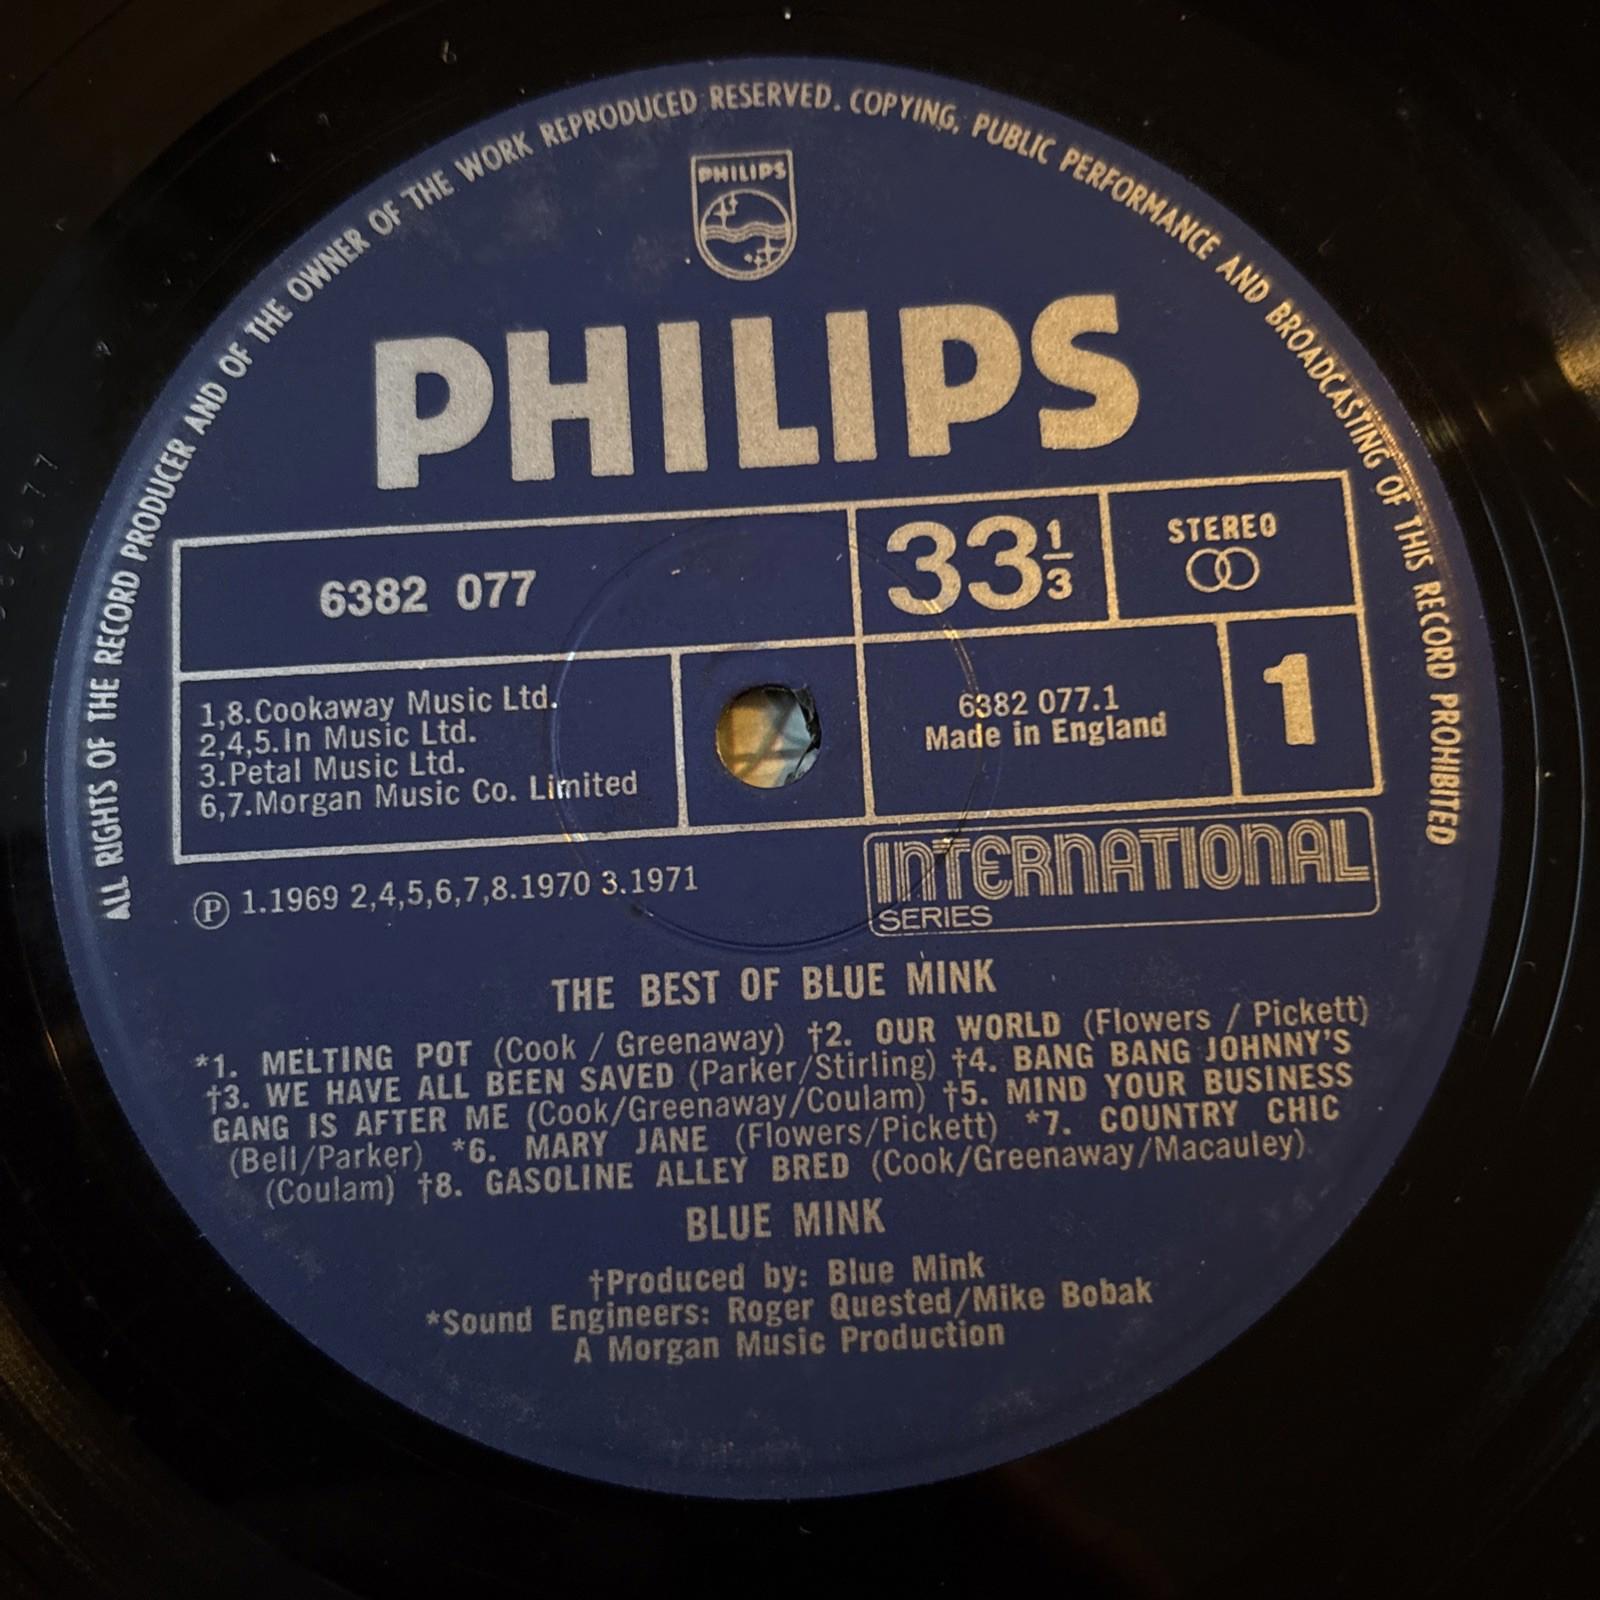 ALL RIGHTS OF THE RECORD PRODUCER AND OF THE OWNER OF THE WORK REPRODUCED RESERVED. COPYING, PUBLIC PERFORMANCE AND BROADCASTING OF THIS RECORD PROHIBITED
PHILIPS
PHILIPS
6382 077
33 1/3
STEREO
1,8.Cookaway Music Ltd.
2,4,5.In Music Ltd.
3.Petal Music Ltd.
6,7.Morgan Music Co. Limited
6382 077.1
Made in England
1
Ⓟ 1.1969 2,4,5,6,7,8.1970 3.1971
INTERNATIONAL
SERIES
THE BEST OF BLUE MINK
*1. MELTING POT (Cook / Greenaway) †2. OUR WORLD (Flowers / Pickett)
†3. WE HAVE ALL BEEN SAVED (Parker/Stirling) †4. BANG BANG JOHNNY'S
GANG IS AFTER ME (Cook/Greenaway/Coulam) †5. MIND YOUR BUSINESS
(Bell/Parker) *6. MARY JANE (Flowers/Pickett) *7. COUNTRY CHIC
(Coulam) †8. GASOLINE ALLEY BRED (Cook/Greenaway/Macauley)
BLUE MINK
†Produced by: Blue Mink
*Sound Engineers: Roger Quested/Mike Bobak
A Morgan Music Production